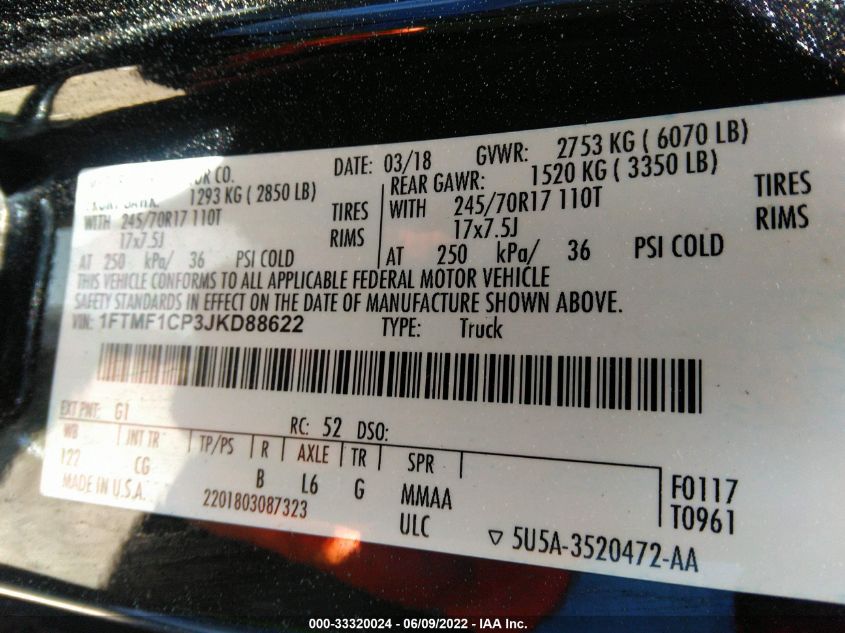 OR CO. DATE: 03/18 GVWR: 2753 KG ( 6070 LB)
1293 KG ( 2850 LB) REAR GAWR: 1520 KG ( 3350 LB)
WITH 245/70R17 110T TIRES WITH 245/70R17 110T TIRES
17x7.5J RIMS 17x7.5J RIMS
AT 250 kPa/ 36 PSI COLD AT 250 kPa/ 36 PSI COLD
THIS VEHICLE CONFORMS TO ALL APPLICABLE FEDERAL MOTOR VEHICLE
SAFETY STANDARDS IN EFFECT ON THE DATE OF MANUFACTURE SHOWN ABOVE.
VIN: 1FTMF1CP3JKD88622 TYPE: Truck
EXT PNT: G1 RC: 52 DSO:
WB INT TR TP/PS R AXLE TR SPR
122 CG B L6 G MMAA F0117
MADE IN U.S.A. 2201803087323 ULC T0961
▽ 5U5A-3520472-AA
000-33320024 - 06/09/2022 - IAA Inc.